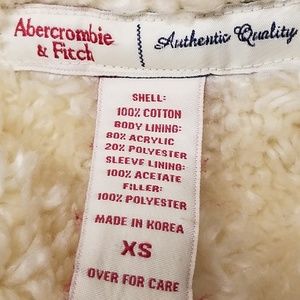 Abercrombie
& Fitch
Authentic Quality
SHELL:
100% COTTON
BODY LINING:
80% ACRYLIC
20% POLYESTER
SLEEVE LINING:
100% ACETATE
FILLER:
100% POLYESTER
MADE IN KOREA
XS
OVER FOR CARE